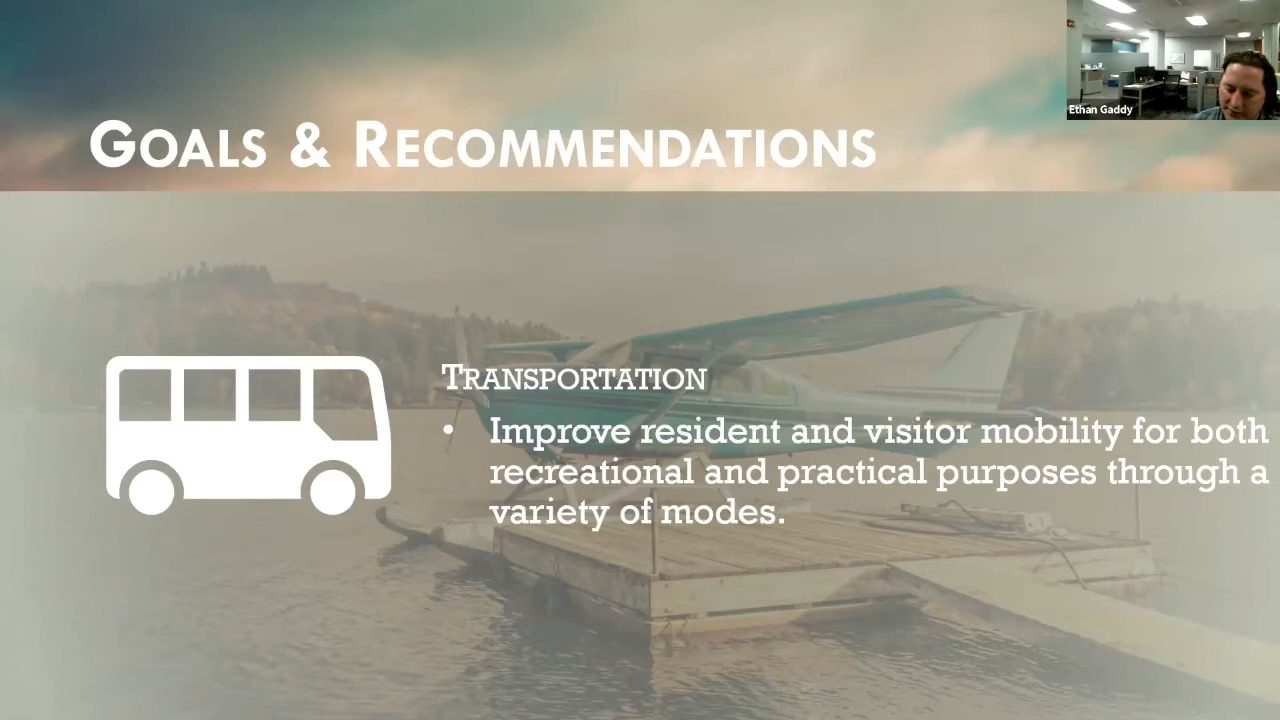 Ethan Gaddy
GOALS & RECOMMENDATIONS
TRANSPORTATION
• Improve resident and visitor mobility for both
recreational and practical purposes through a
variety of modes.